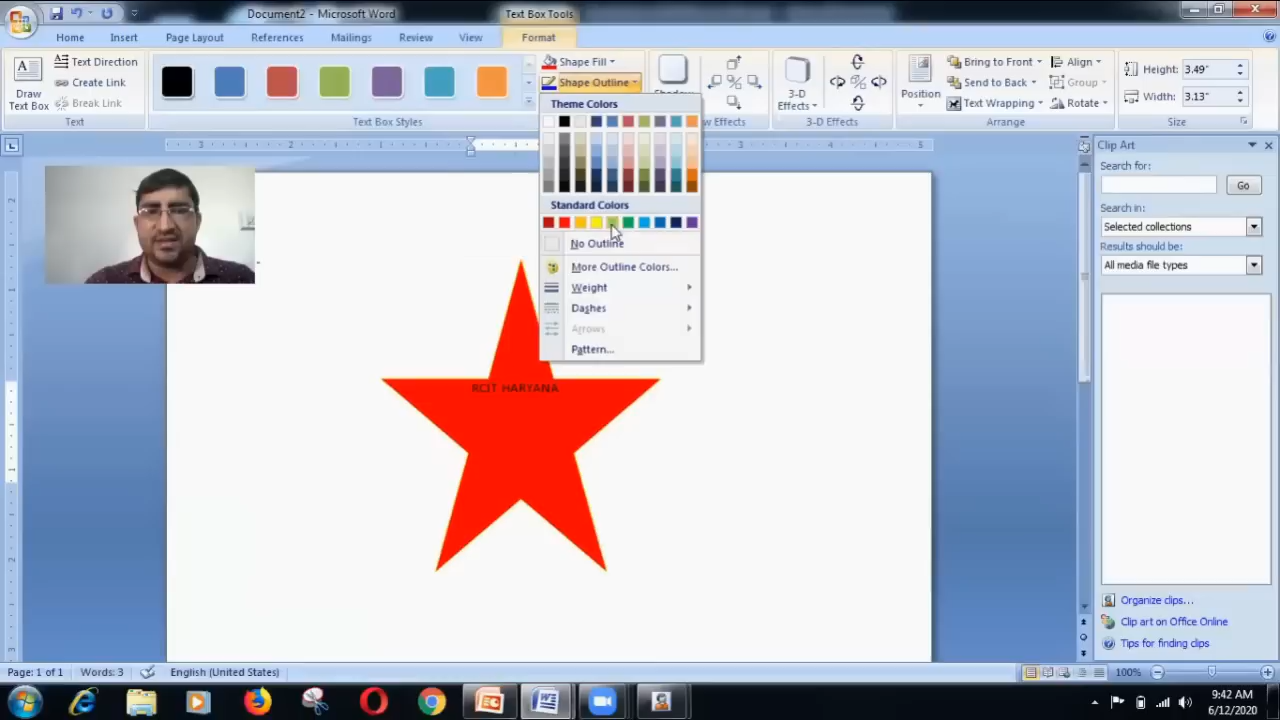 Document2 - Microsoft Word
Text Box Tools
Home
Insert
Page Layout
References
Mailings
Review
View
Format
Draw
Text Box
Text Direction
Create Link
Break Link
Text
Text Box Styles
Shape Fill
Shape Outline
3-D
Effects
3-D Effects
Position
Bring to Front
Send to Back
Text Wrapping
Align
Group
Rotate
Arrange
Height: 3.49"
Width: 3.13"
Size
Theme Colors
Standard Colors
No Outline
More Outline Colors...
Weight
Dashes
Arrows
Pattern...
RCIT HARYANA
Clip Art
Search for:
Go
Search in:
Selected collections
Results should be:
All media file types
Organize clips...
Clip art on Office Online
Tips for finding clips
Page: 1 of 1
Words: 3
English (United States)
100%
9:42 AM
6/12/2020